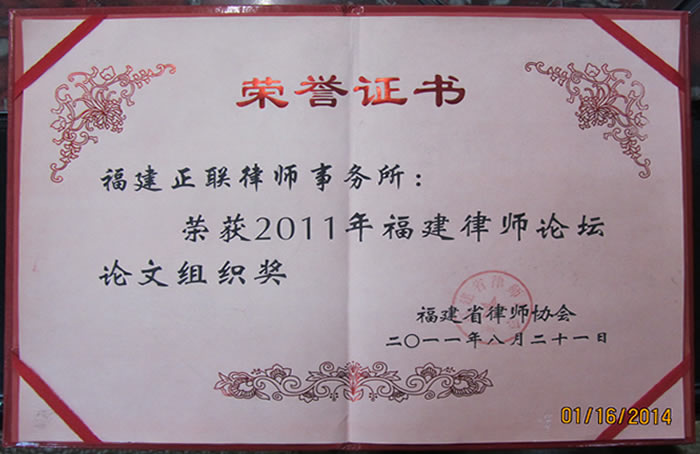 荣誉证书
福建正联律师事务所：
荣获2011年福建律师论坛
论文组织奖
福建省律师协会
二〇一一年八月二十一日
01/16/2014